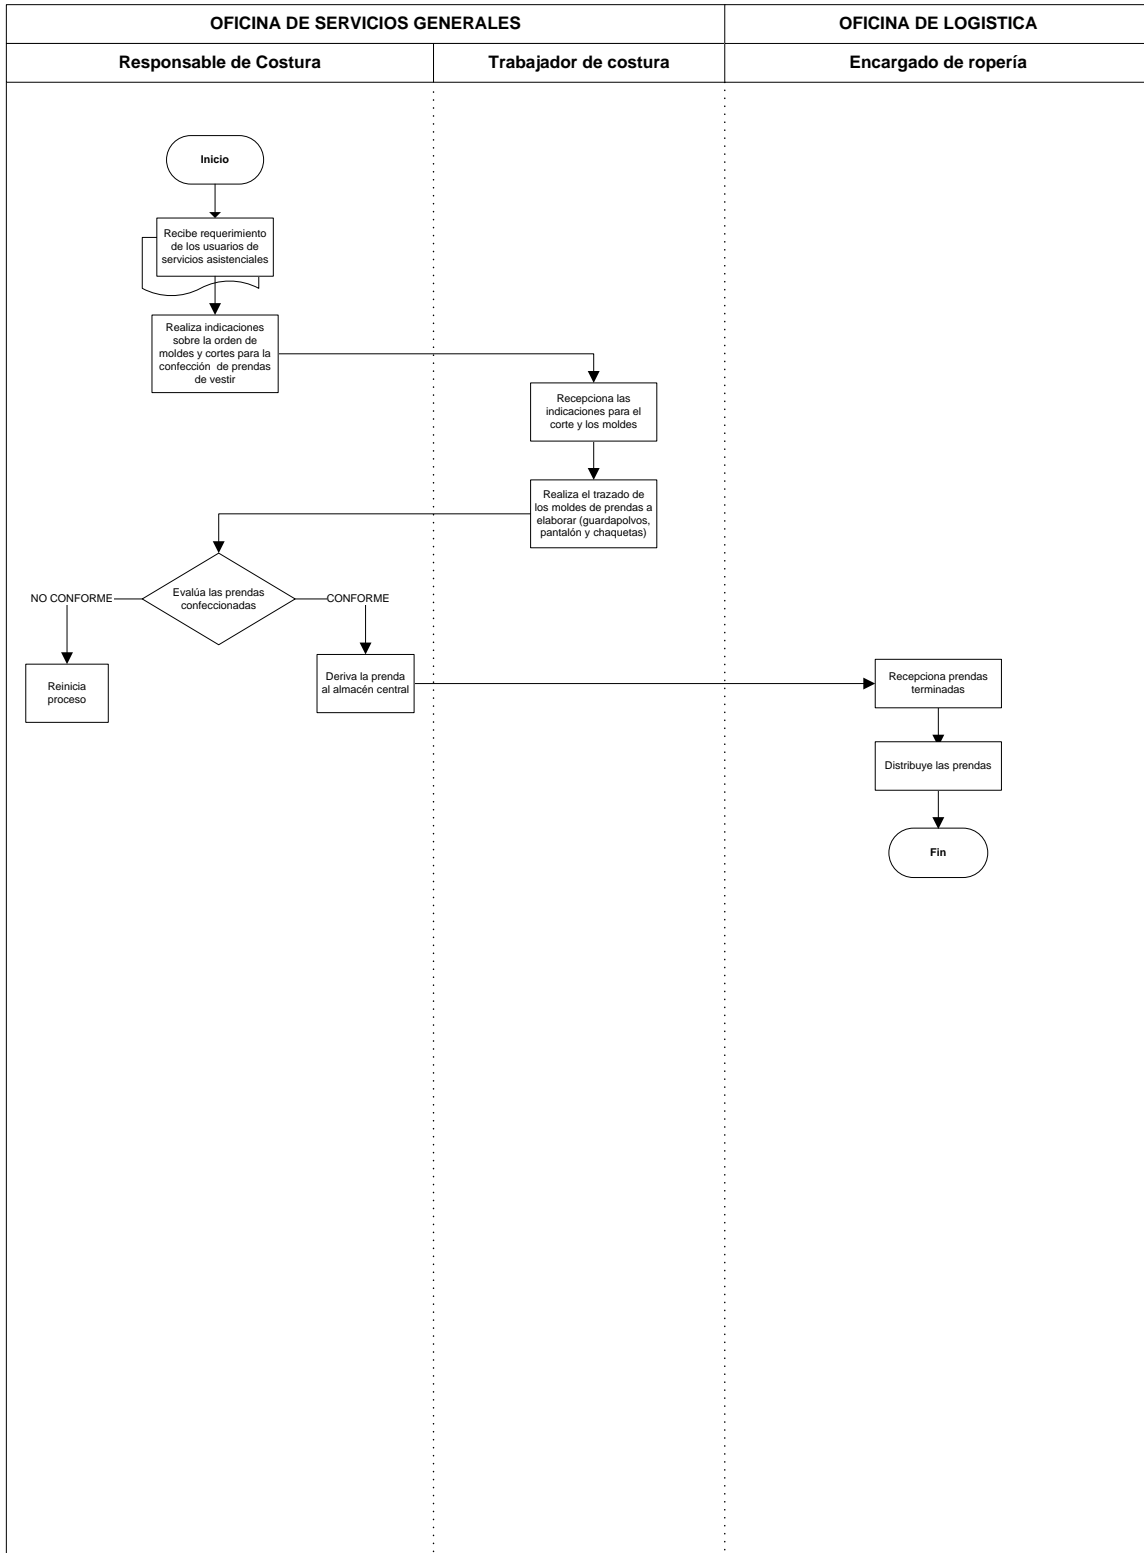 OFICINA DE SERVICIOS GENERALES
OFICINA DE LOGISTICA
Responsable de Costura
Trabajador de costura
Encargado de ropería
Inicio
Recibe requerimiento
de los usuarios de
servicios asistenciales
Realiza indicaciones
sobre la orden de
moldes y cortes para la
confección de prendas
de vestir
Recepciona las
indicaciones para el
corte y los moldes
Realiza el trazado de
los moldes de prendas a
elaborar (guardapolvos,
pantalón y chaquetas)
Evalúa las prendas
confeccionadas
NO CONFORME
CONFORME
Reinicia
proceso
Deriva la prenda
al almacén central
Recepciona prendas
terminadas
Distribuye las prendas
Fin